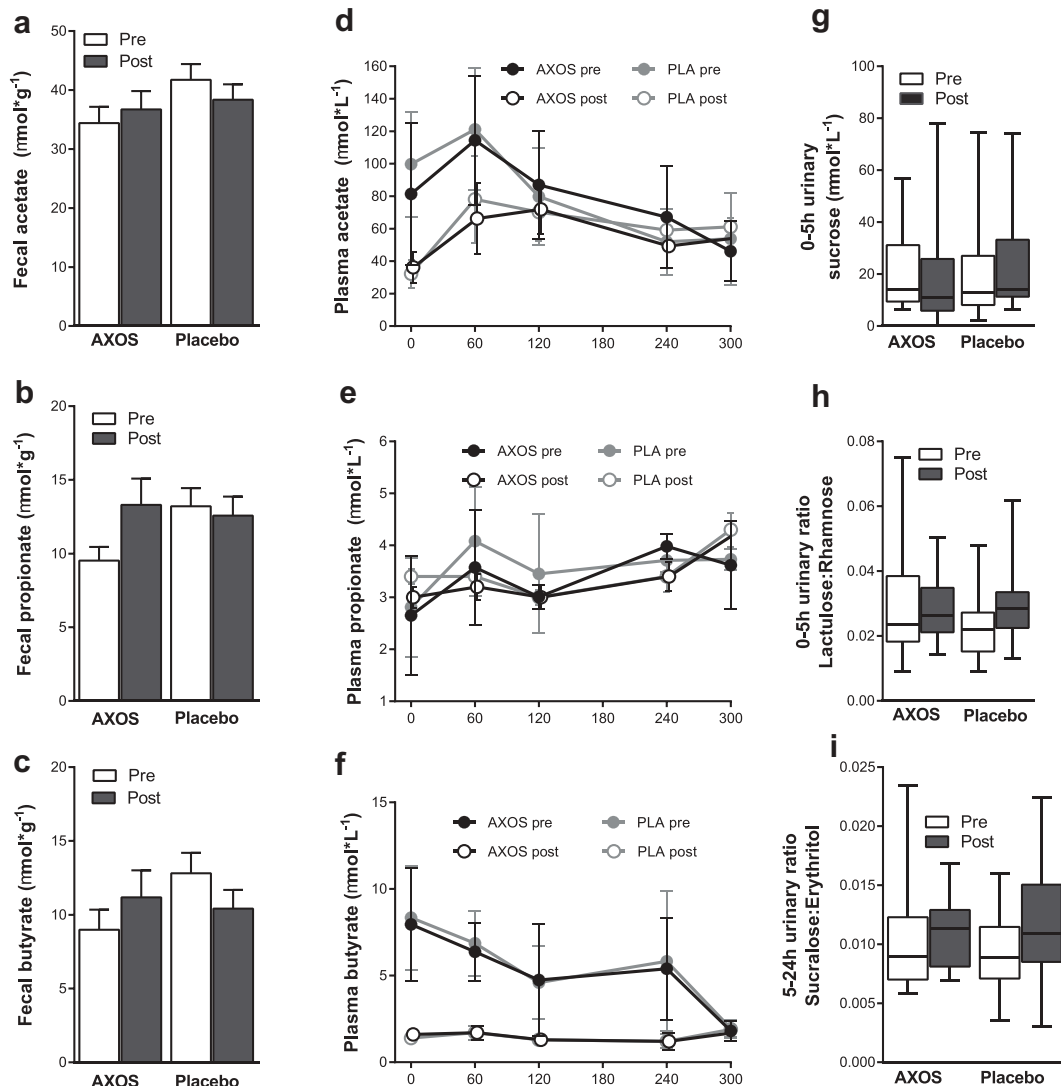 a
Fecal acetate (mmol*g-1)
50
40
30
20
10
0
Pre
Post
AXOS Placebo
d
Plasma acetate (mmol*L-1)
160
140
120
100
80
60
40
20
0
AXOS pre PLA pre
AXOS post PLA post
0 60 120 180 240 300
g
0-5h urinary
sucrose (mmol*L-1)
100
80
60
40
20
0
Pre
Post
AXOS Placebo
b
Fecal propionate (mmol*g-1)
20
15
10
5
0
Pre
Post
AXOS Placebo
e
Plasma propionate (mmol*L-1)
6
5
4
3
2
1
AXOS pre PLA pre
AXOS post PLA post
0 60 120 180 240 300
h
0-5h urinary ratio
Lactulose:Rhamnose
0.08
0.06
0.04
0.02
0.00
Pre
Post
AXOS Placebo
c
Fecal butyrate (mmol*g-1)
20
15
10
5
0
Pre
Post
AXOS Placebo
f
Plasma butyrate (mmol*L-1)
15
10
5
0
AXOS pre PLA pre
AXOS post PLA post
0 60 120 180 240 300
i
5-24h urinary ratio
Sucralose:Erythritol
0.025
0.020
0.015
0.010
0.005
0.000
Pre
Post
AXOS Placebo